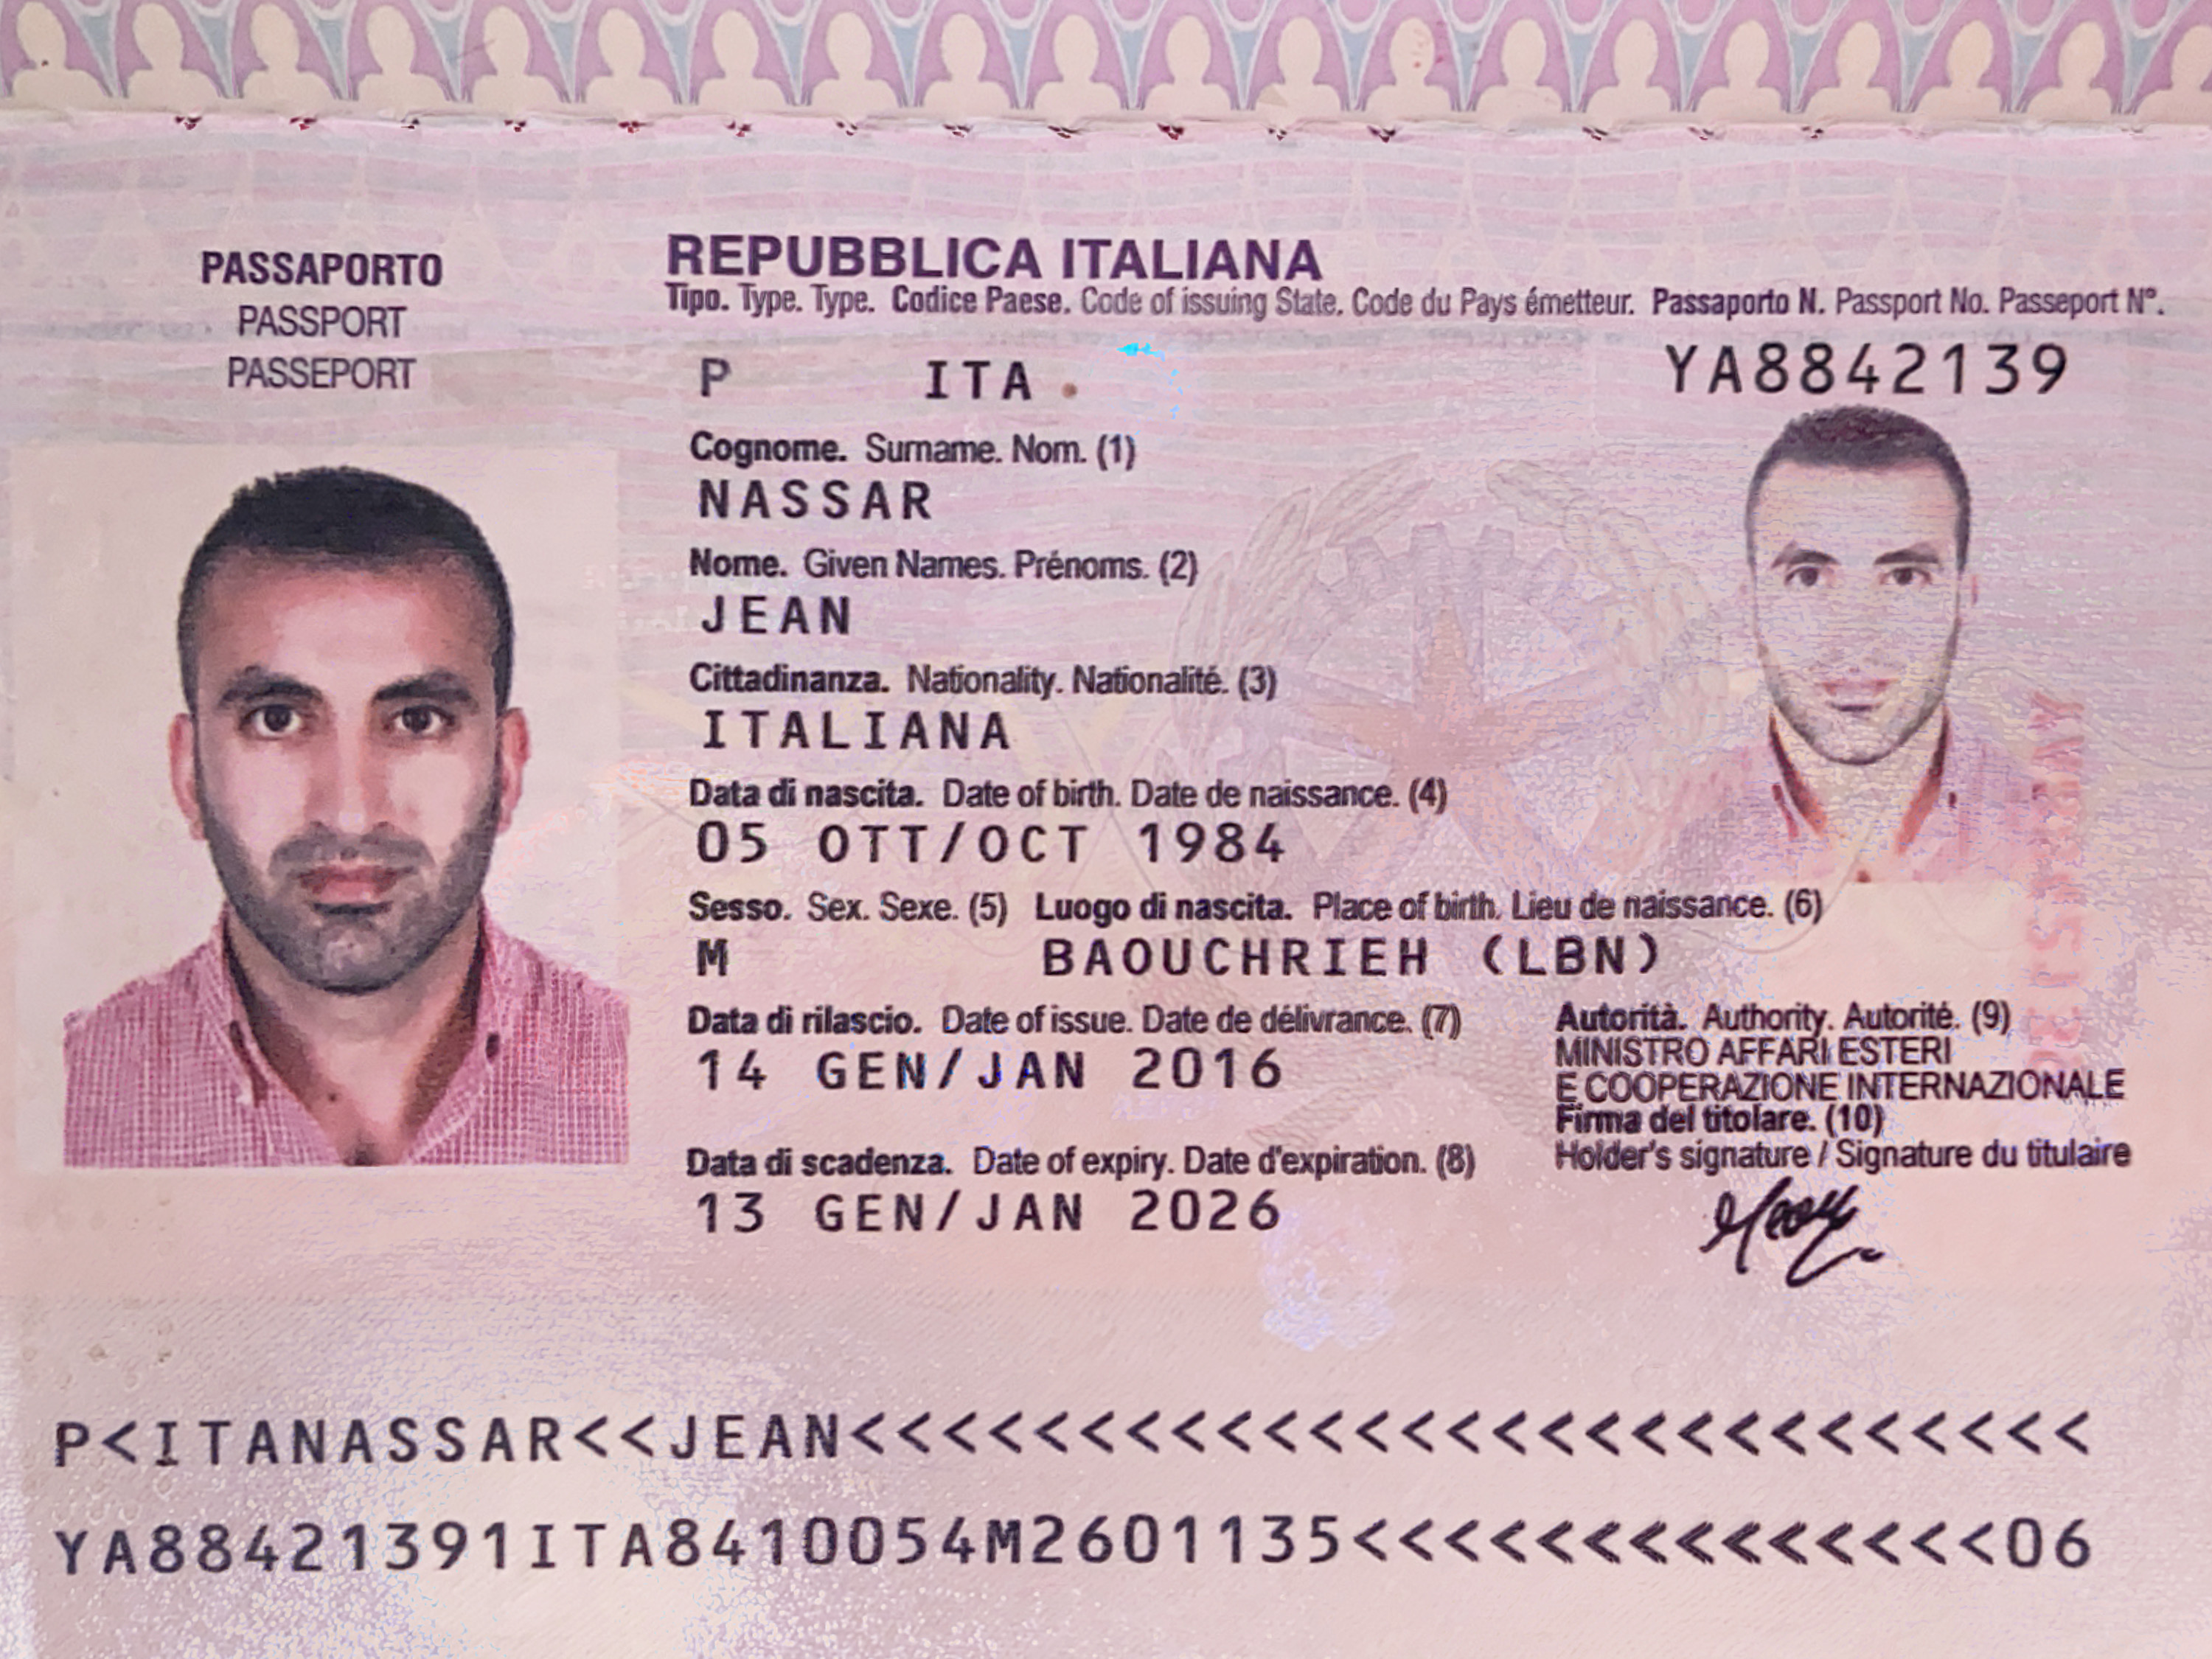 PASSAPORTO
PASSPORT
PASSEPORT
REPUBBLICA ITALIANA
Tipo. Type. Type. Codice Paese. Code of issuing State. Code du Pays émetteur. Passaporto N. Passport No. Passeport N°.
P ITA YA8842139
Cognome. Surname. Nom. (1)
NASSAR
Nome. Given Names. Prénoms. (2)
JEAN
Cittadinanza. Nationality. Nationalité. (3)
ITALIANA
Data di nascita. Date of birth. Date de naissance. (4)
05 OTT/OCT 1984
Sesso. Sex. Sexe. (5) Luogo di nascita. Place of birth. Lieu de naissance. (6)
M BAOUCHRIEH (LBN)
Data di rilascio. Date of issue. Date de délivrance. (7)
14 GEN/JAN 2016
Data di scadenza. Date of expiry. Date d'expiration. (8)
13 GEN/JAN 2026
Autorità. Authority. Autorité. (9)
MINISTRO AFFARI ESTERI
E COOPERAZIONE INTERNAZIONALE
Firma del titolare. (10)
Holder's signature / Signature du titulaire
P<ITANASSAR<<JEAN<<<<<<<<<<<<<<<<<<<<<<<<<<<
YA88421391ITA8410054M2601135<<<<<<<<<<<<<<06